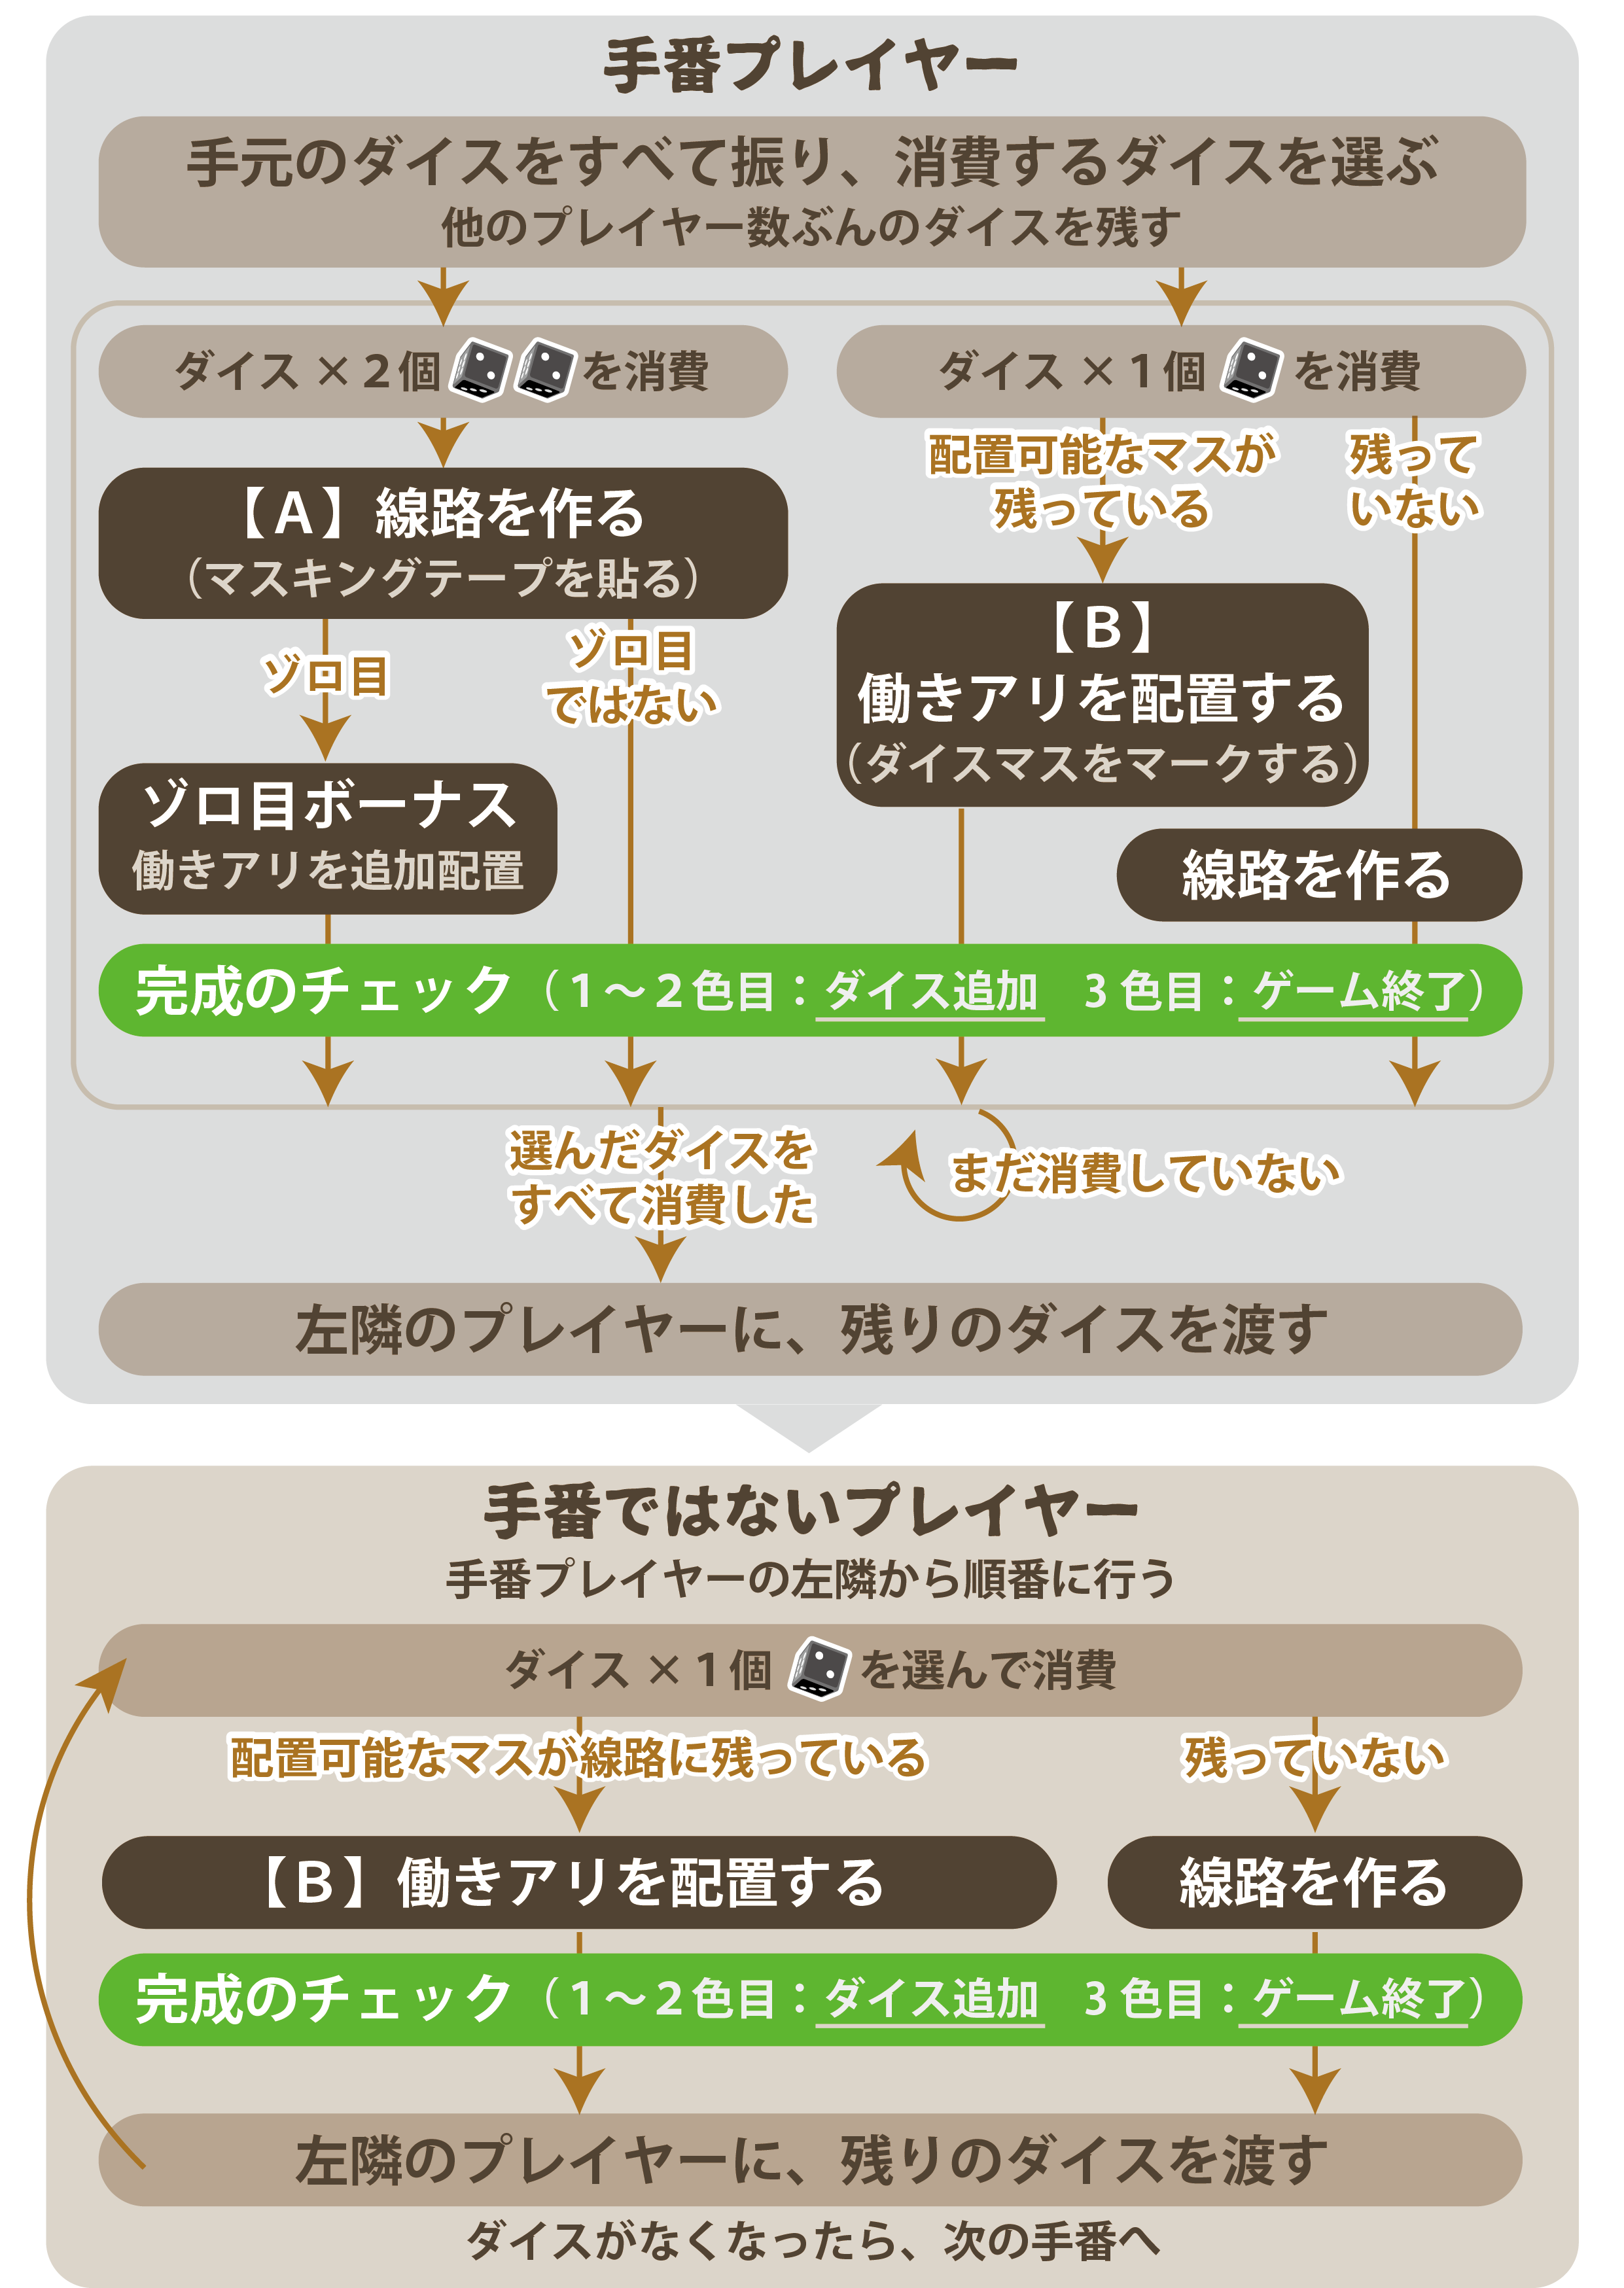 手番プレイヤー
手元のダイスをすべて振り、消費するダイスを選ぶ
他のプレイヤー数ぶんのダイスを残す
ダイス ×２個 を消費
ダイス ×１個 を消費
配置可能なマスが
残っている
残って
いない
【Ａ】線路を作る
（マスキングテープを貼る）
ゾロ目
ゾロ目
ではない
【Ｂ】
働きアリを配置する
（ダイスマスをマークする）
ゾロ目ボーナス
働きアリを追加配置
線路を作る
完成のチェック（１～２色目：ダイス追加　３色目：ゲーム終了）
選んだダイスを
すべて消費した
まだ消費していない
左隣のプレイヤーに、残りのダイスを渡す
手番ではないプレイヤー
手番プレイヤーの左隣から順番に行う
ダイス ×１個 を選んで消費
配置可能なマスが線路に残っている
残っていない
【Ｂ】働きアリを配置する
線路を作る
完成のチェック（１～２色目：ダイス追加　３色目：ゲーム終了）
左隣のプレイヤーに、残りのダイスを渡す
ダイスがなくなったら、次の手番へ